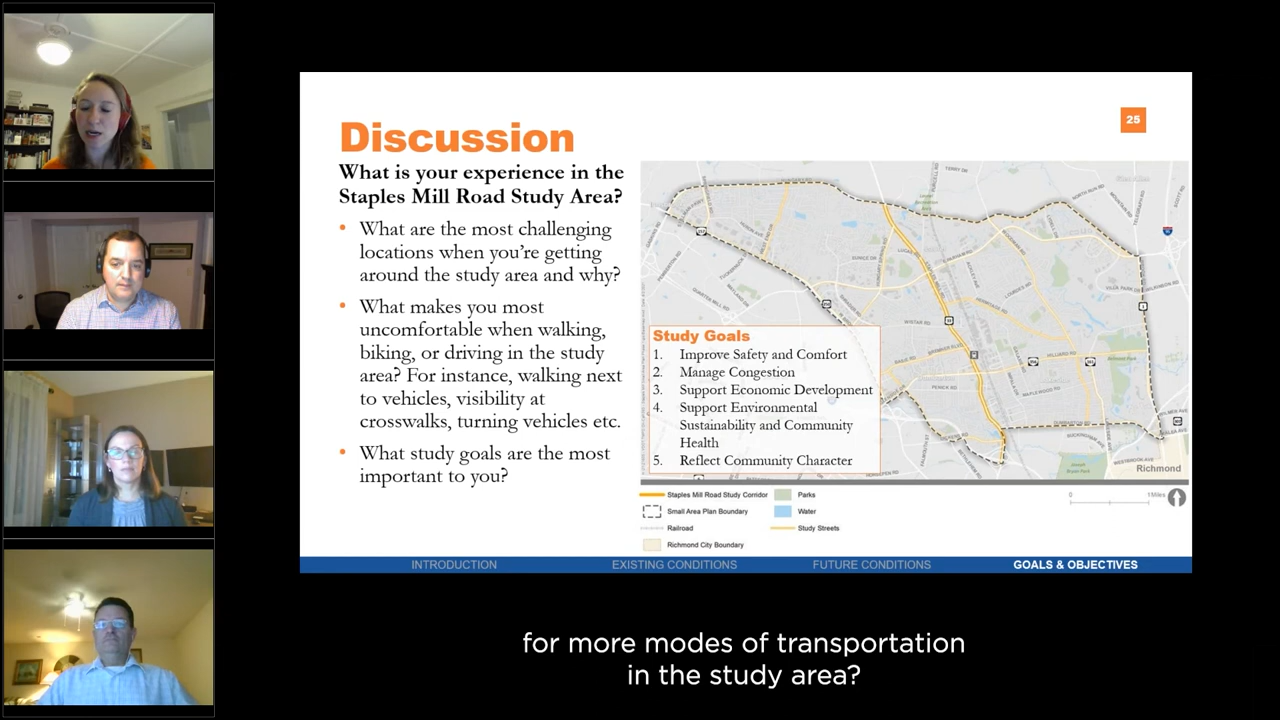 Discussion
25
What is your experience in the
Staples Mill Road Study Area?
• What are the most challenging
locations when you're getting
around the study area and why?
• What makes you most
uncomfortable when walking,
biking, or driving in the study
area? For instance, walking next
to vehicles, visibility at
crosswalks, turning vehicles etc.
• What study goals are the most
important to you?
Study Goals
1. Improve Safety and Comfort
2. Manage Congestion
3. Support Economic Development
4. Support Environmental
Sustainability and Community
Health
5. Reflect Community Character
Richmond
Staples Mill Road Study Corridor
Parks
0
1 Miles
Small Area Plan Boundary
Water
Railroad
Study Streets
Richmond City Boundary
INTRODUCTION
EXISTING CONDITIONS
FUTURE CONDITIONS
GOALS & OBJECTIVES
for more modes of transportation
in the study area?